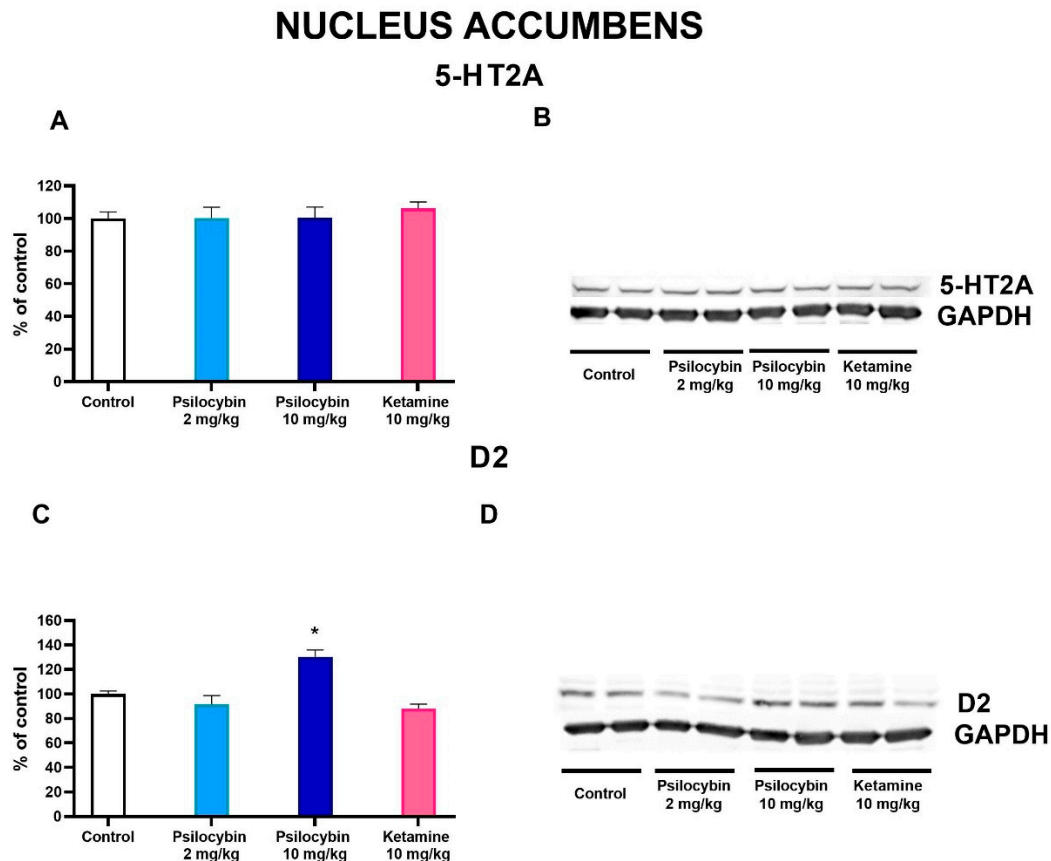 NUCLEUS ACCUMBENS
5-HT2A
A
B
120
100
80
60
40
20
0
% of control
Control
Psilocybin
2 mg/kg
Psilocybin
10 mg/kg
Ketamine
10 mg/kg
5-HT2A
GAPDH
Control
Psilocybin
2 mg/kg
Psilocybin
10 mg/kg
Ketamine
10 mg/kg
D2
C
D
160
140
120
100
80
60
40
20
0
% of control
*
Control
Psilocybin
2 mg/kg
Psilocybin
10 mg/kg
Ketamine
10 mg/kg
D2
GAPDH
Control
Psilocybin
2 mg/kg
Psilocybin
10 mg/kg
Ketamine
10 mg/kg